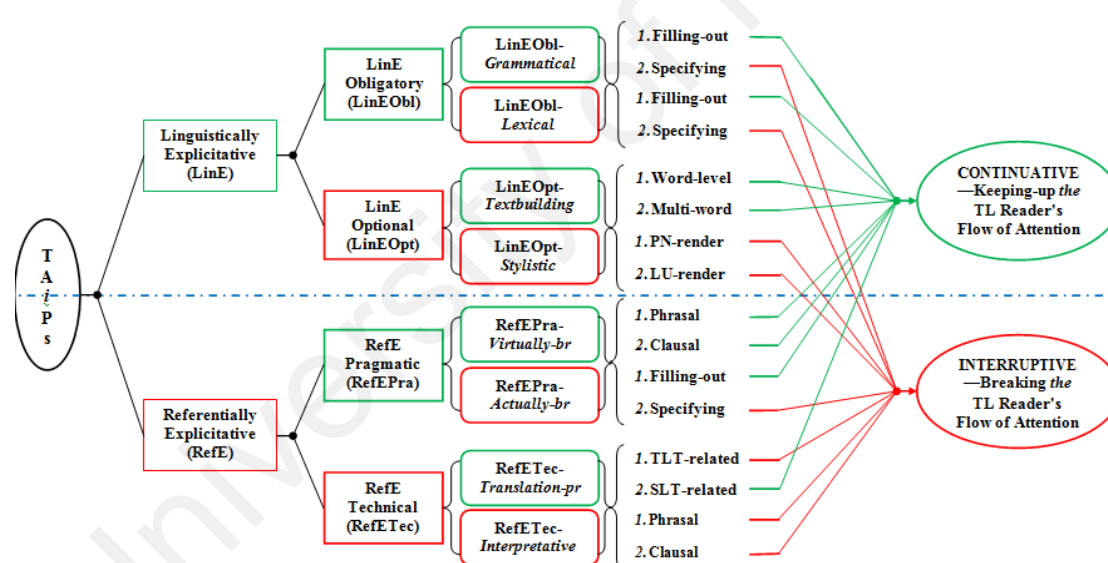 T
A
i
P
s
Linguistically
Explicitative
(LinE)
Referentially
Explicitative
(RefE)
LinE
Obligatory
(LinEObl)
LinE
Optional
(LinEOpt)
RefE
Pragmatic
(RefEPra)
RefE
Technical
(RefETec)
LinEObl-
Grammatical
LinEObl-
Lexical
LinEOpt-
Textbuilding
LinEOpt-
Stylistic
RefEPra-
Virtually-br
RefEPra-
Actually-br
RefETec-
Translation-pr
RefETec-
Interpretative
1. Filling-out
2. Specifying
1. Filling-out
2. Specifying
1. Word-level
2. Multi-word
1. PN-render
2. LU-render
1. Phrasal
2. Clausal
1. Filling-out
2. Specifying
1. TLT-related
2. SLT-related
1. Phrasal
2. Clausal
CONTINUATIVE
—Keeping-up the
TL Reader's
Flow of Attention
INTERRUPTIVE
—Breaking the
TL Reader's
Flow of Attention
University of